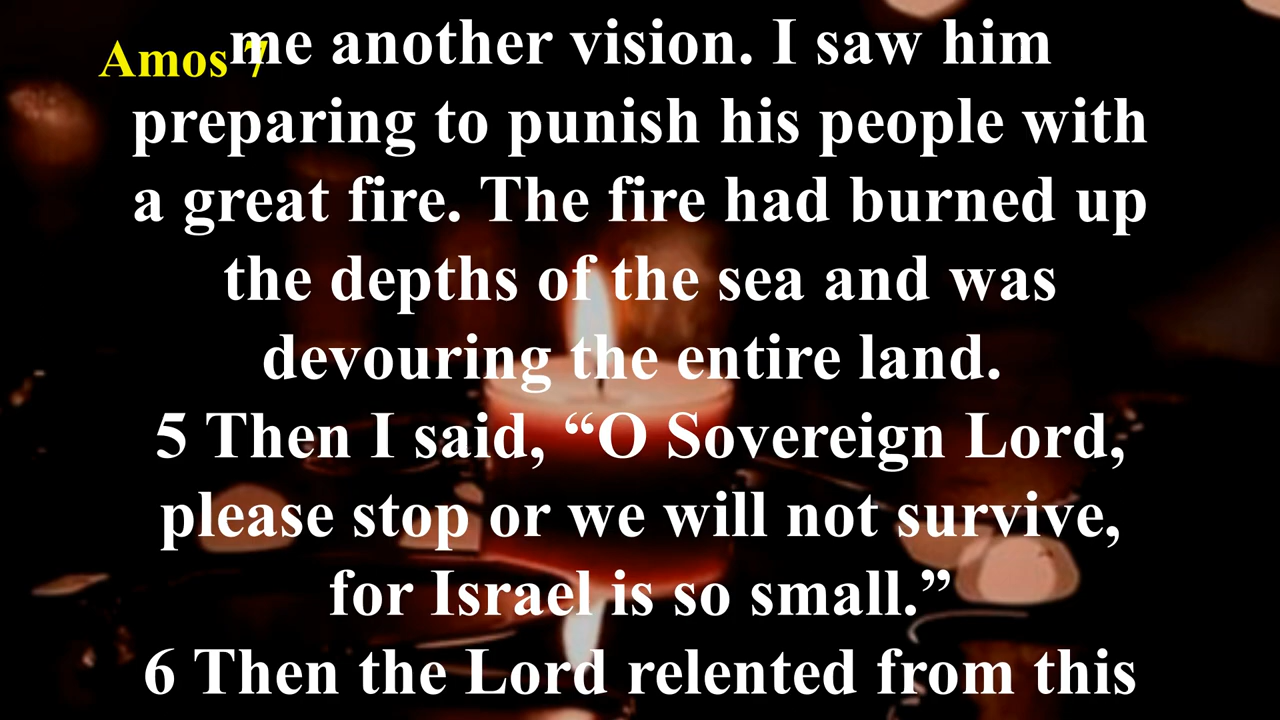 Amos 7
me another vision. I saw him
preparing to punish his people with
a great fire. The fire had burned up
the depths of the sea and was
devouring the entire land.
5 Then I said, “O Sovereign Lord,
please stop or we will not survive,
for Israel is so small.”
6 Then the Lord relented from this